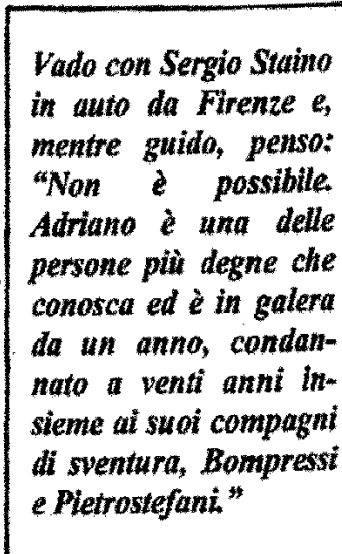 Vado con Sergio Staino
in auto da Firenze e,
mentre guido, penso:
“Non è possibile.
Adriano è una delle
persone più degne che
conosca ed è in galera
da un anno, condan-
nato a venti anni in-
sieme ai suoi compagni
di sventura, Bompressi
e Pietrostefani.”